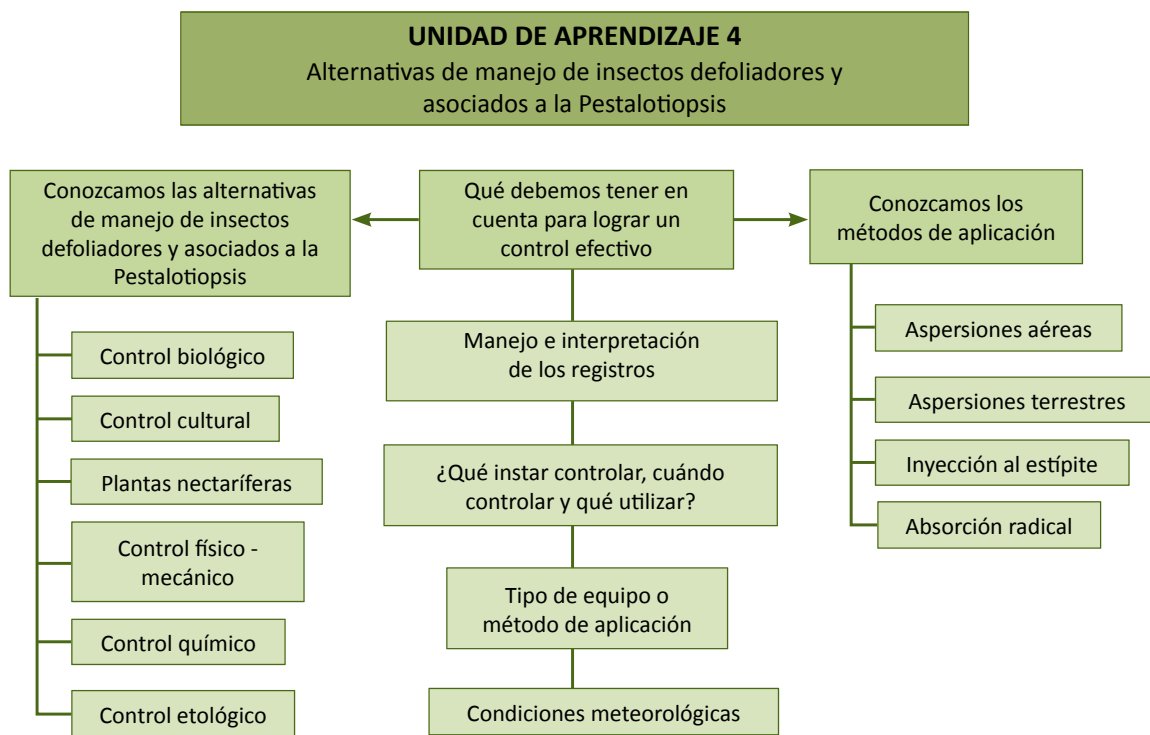 UNIDAD DE APRENDIZAJE 4
Alternativas de manejo de insectos defoliadores y
asociados a la Pestalotiopsis
Conozcamos las alternativas
de manejo de insectos
defoliadores y asociados a la
Pestalotiopsis
Control biológico
Control cultural
Plantas nectaríferas
Control físico -
mecánico
Control químico
Control etológico
Qué debemos tener en
cuenta para lograr un
control efectivo
Manejo e interpretación
de los registros
¿Qué instar controlar, cuándo
controlar y qué utilizar?
Tipo de equipo o
método de aplicación
Condiciones meteorológicas
Conozcamos los
métodos de aplicación
Aspersiones aéreas
Aspersiones terrestres
Inyección al estípite
Absorción radical